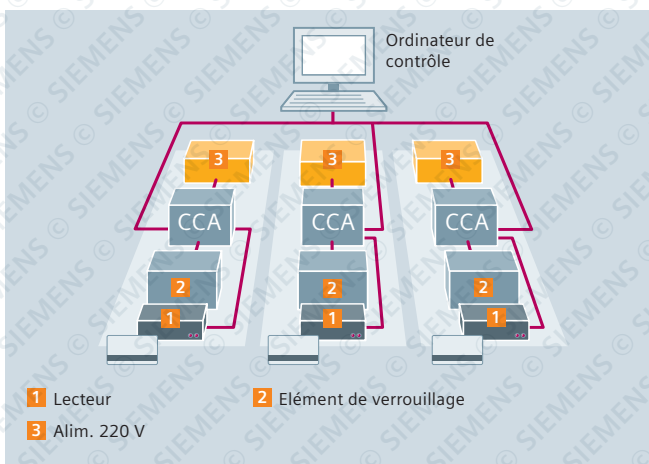 Ordinateur de
contrôle
3 3 3
CCA CCA CCA
2 2 2
1 1 1
1 Lecteur
2 Elément de verrouillage
3 Alim. 220 V
© SIEMENS